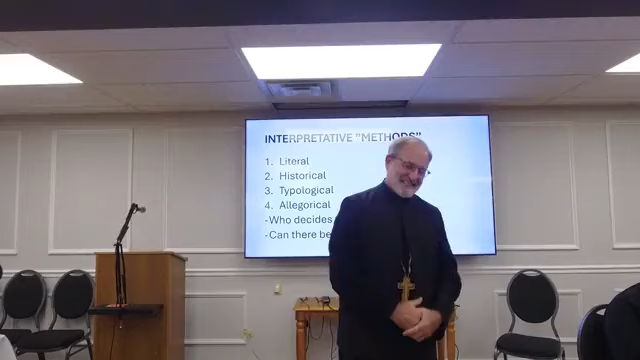 INTERPRETATIVE "METHODS"
1. Literal
2. Historical
3. Typological
4. Allegorical
-Who decides
-Can there be